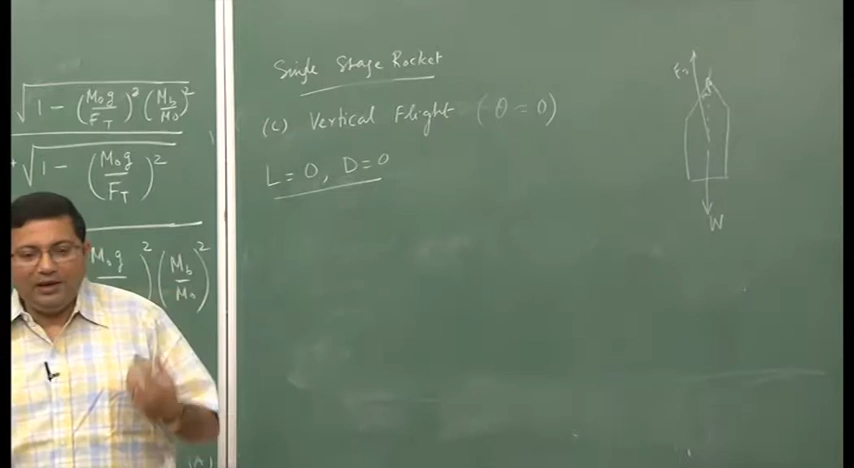 √1 - (M₀g/F_T)² (M_b/M₀)²
√1 - (M₀g/F_T)²
M₀g ² (M_b/M₀)²
Single Stage Rocket
(c) Vertical Flight (θ = 0)
L = 0, D = 0
W